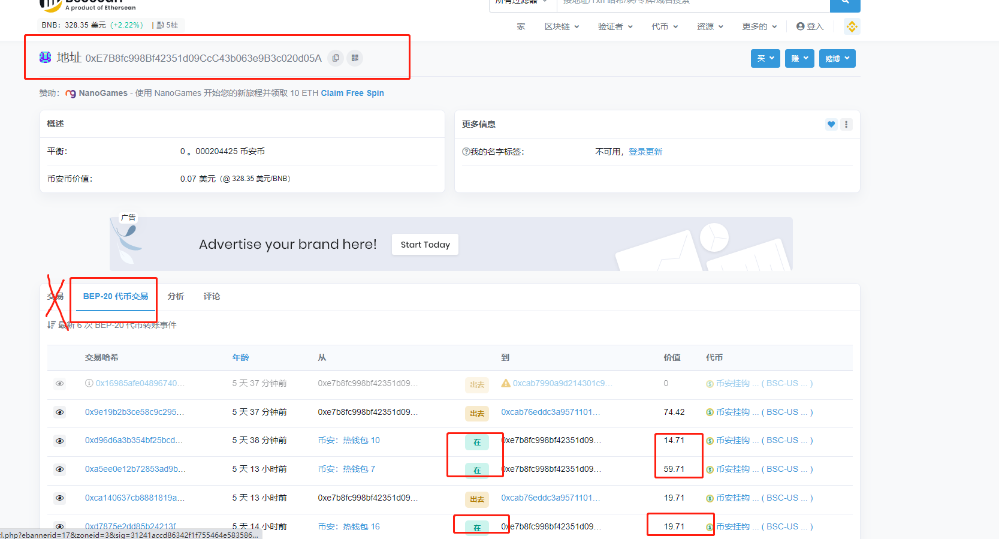 A product of Etherscan
所有过滤器
按地址/Txn 哈希/块/令牌/域名搜索
BNB： 328.35 美元 (+2.22%) | 5桂
家 区块链 验证者 代币 资源 更多的 登入
地址 0xE7B8fc998Bf42351d09CcC43b063e9B3c020d05A
买 赚 赌博
赞助： NanoGames - 使用 NanoGames 开始您的新旅程并领取 10 ETH Claim Free Spin
概述
更多信息
平衡： 0 。000204425 币安币
我的名字标签： 不可用，登录更新
币安币价值： 0.07 美元（@ 328.35 美元/BNB）
广告
Advertise your brand here! Start Today
交易 BEP-20 代币交易 分析 评论
最新 6 次 BEP-20 代币转账事件
交易哈希 年龄 从 到 价值 代币
0x16985afe04896740... 5 天 37 分钟前 0xe7b8fc998bf42351d09... 出去 0xcab7990a9d214301c9... 0 币安挂钩 ... ( BSC-US ... )
0x9e19b2b3ce58c9c295... 5 天 37 分钟前 0xe7b8fc998bf42351d09... 出去 0xcab76eddc3a9571101... 74.42 币安挂钩 ... ( BSC-US ... )
0xd96d6a3b354bf25bcd... 5 天 38 分钟前 币安：热钱包 10 在 0xe7b8fc998bf42351d09... 14.71 币安挂钩 ... ( BSC-US ... )
0xa5ee0e12b72853ad9b... 5 天 13 小时前 币安：热钱包 7 在 0xe7b8fc998bf42351d09... 59.71 币安挂钩 ... ( BSC-US ... )
0xca140637cb8881819a... 5 天 13 小时前 0xe7b8fc998bf42351d09... 出去 0xcab76eddc3a9571101... 19.71 币安挂钩 ... ( BSC-US ... )
0xd7875e2dd85b24213f 5 天 14 小时前 币安：热钱包 16 在 0xe7b8fc998bf42351d09... 19.71 币安挂钩 ... ( BSC-US ... )
cl.php?ebannerid=17&zoneid=3&sig=31241accd86342f1f755464e583586...